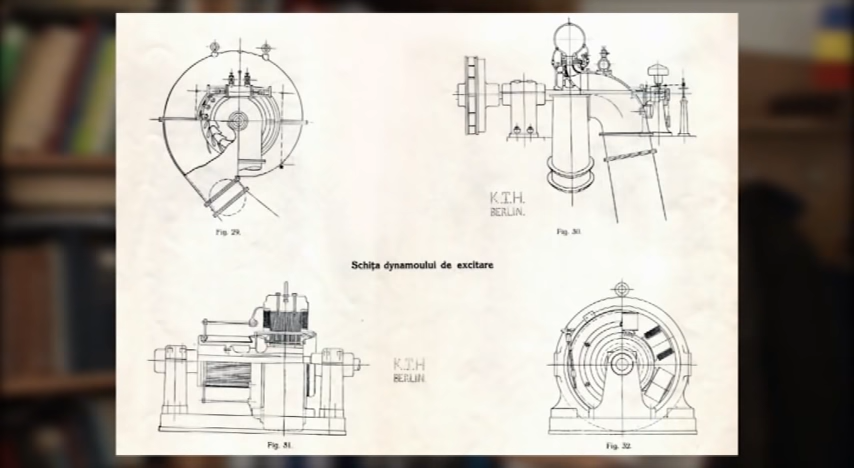 K.T.H.
BERLIN.
Fig. 29.
Fig. 30.
Schița dynamoului de excitare
K.T.H
BERLIN.
Fig. 31.
Fig. 32.